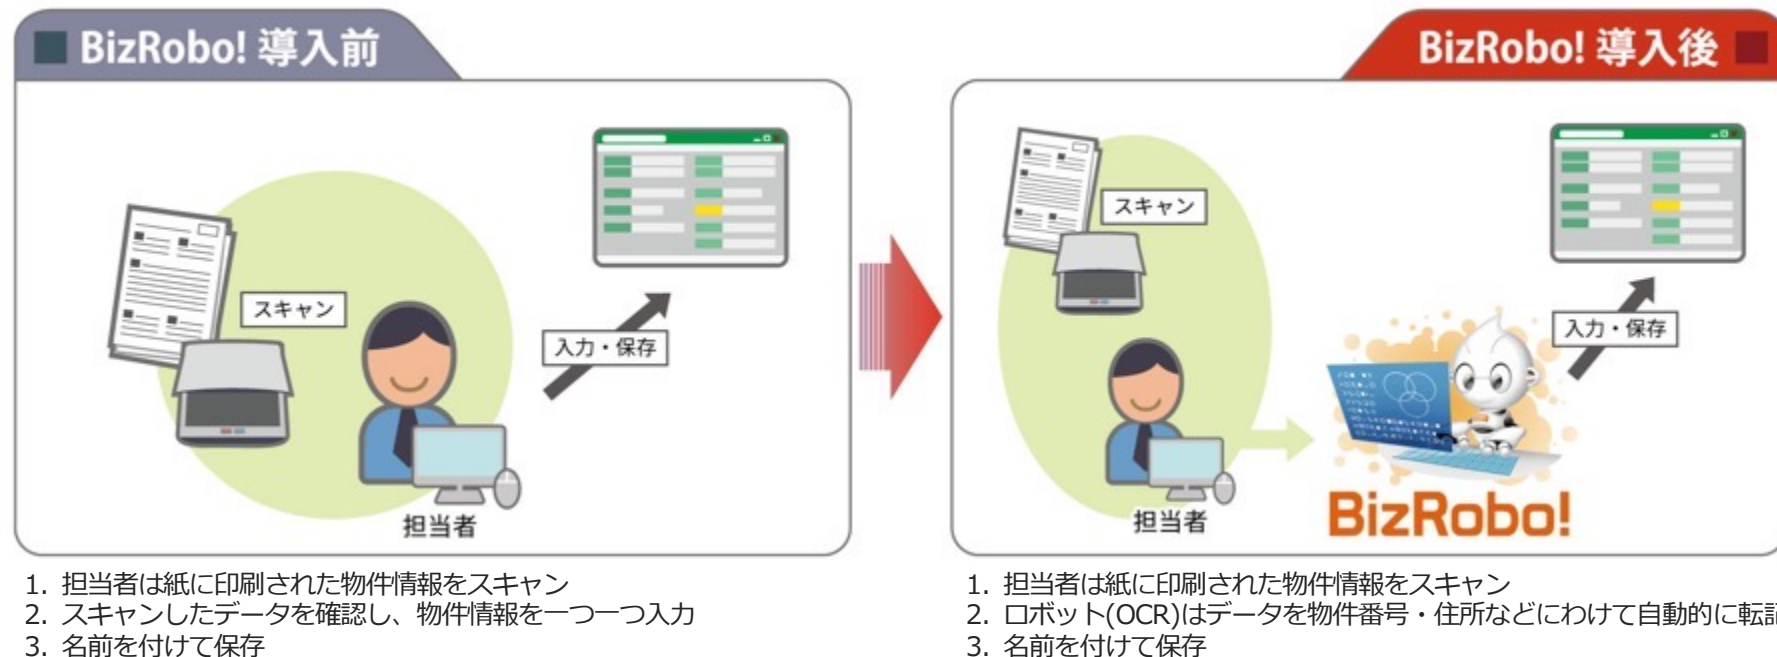 BizRobo! 導入前
スキャン
入力・保存
担当者
1. 担当者は紙に印刷された物件情報をスキャン
2. スキャンしたデータを確認し、物件情報を一つ一つ入力
3. 名前を付けて保存
BizRobo! 導入後
スキャン
入力・保存
担当者
BizRobo!
1. 担当者は紙に印刷された物件情報をスキャン
2. ロボット(OCR)はデータを物件番号・住所などにわけて自動的に転記
3. 名前を付けて保存